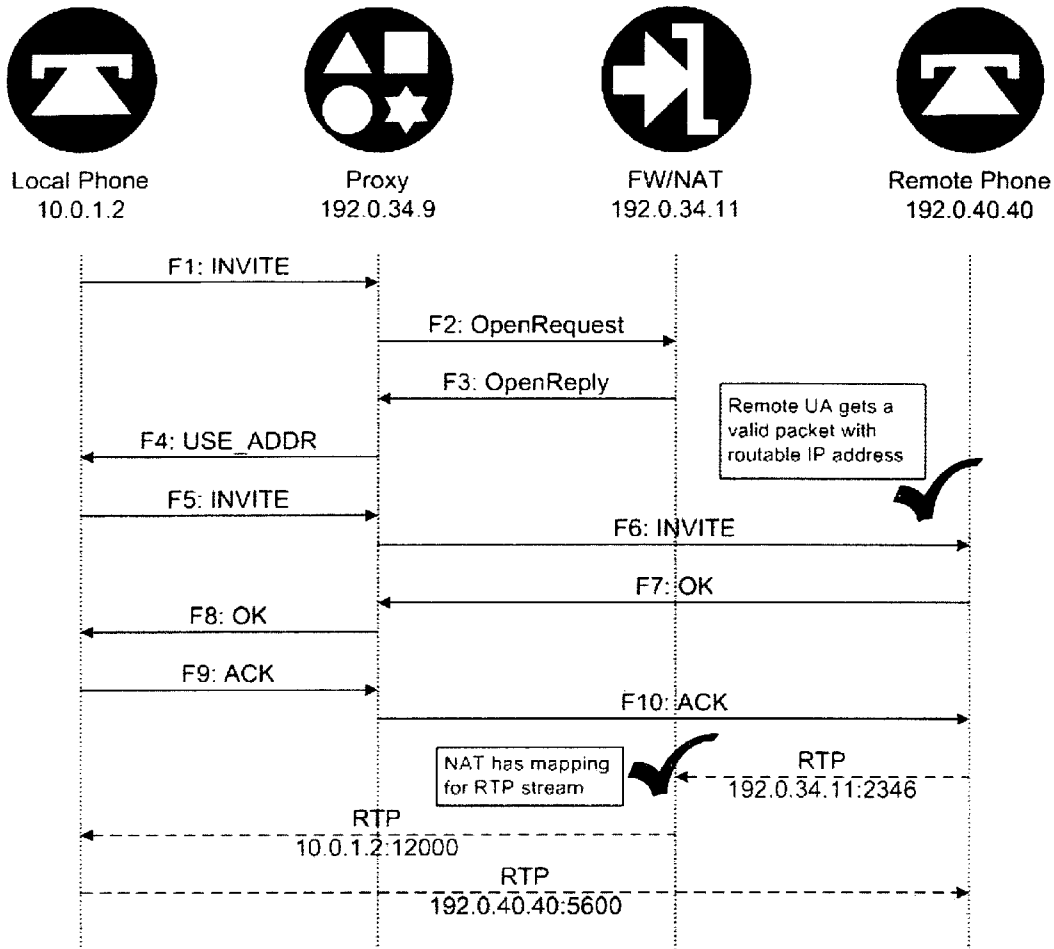 Local Phone
10.0.1.2
Proxy
192.0.34.9
FW/NAT
192.0.34.11
Remote Phone
192.0.40.40
F1: INVITE
F2: OpenRequest
F3: OpenReply
Remote UA gets a
valid packet with
routable IP address
F4: USE_ADDR
F5: INVITE
F6: INVITE
F7: OK
F8: OK
F9: ACK
F10: ACK
NAT has mapping
for RTP stream
RTP
192.0.34.11:2346
RTP
10.0.1.2:12000
RTP
192.0.40.40:5600